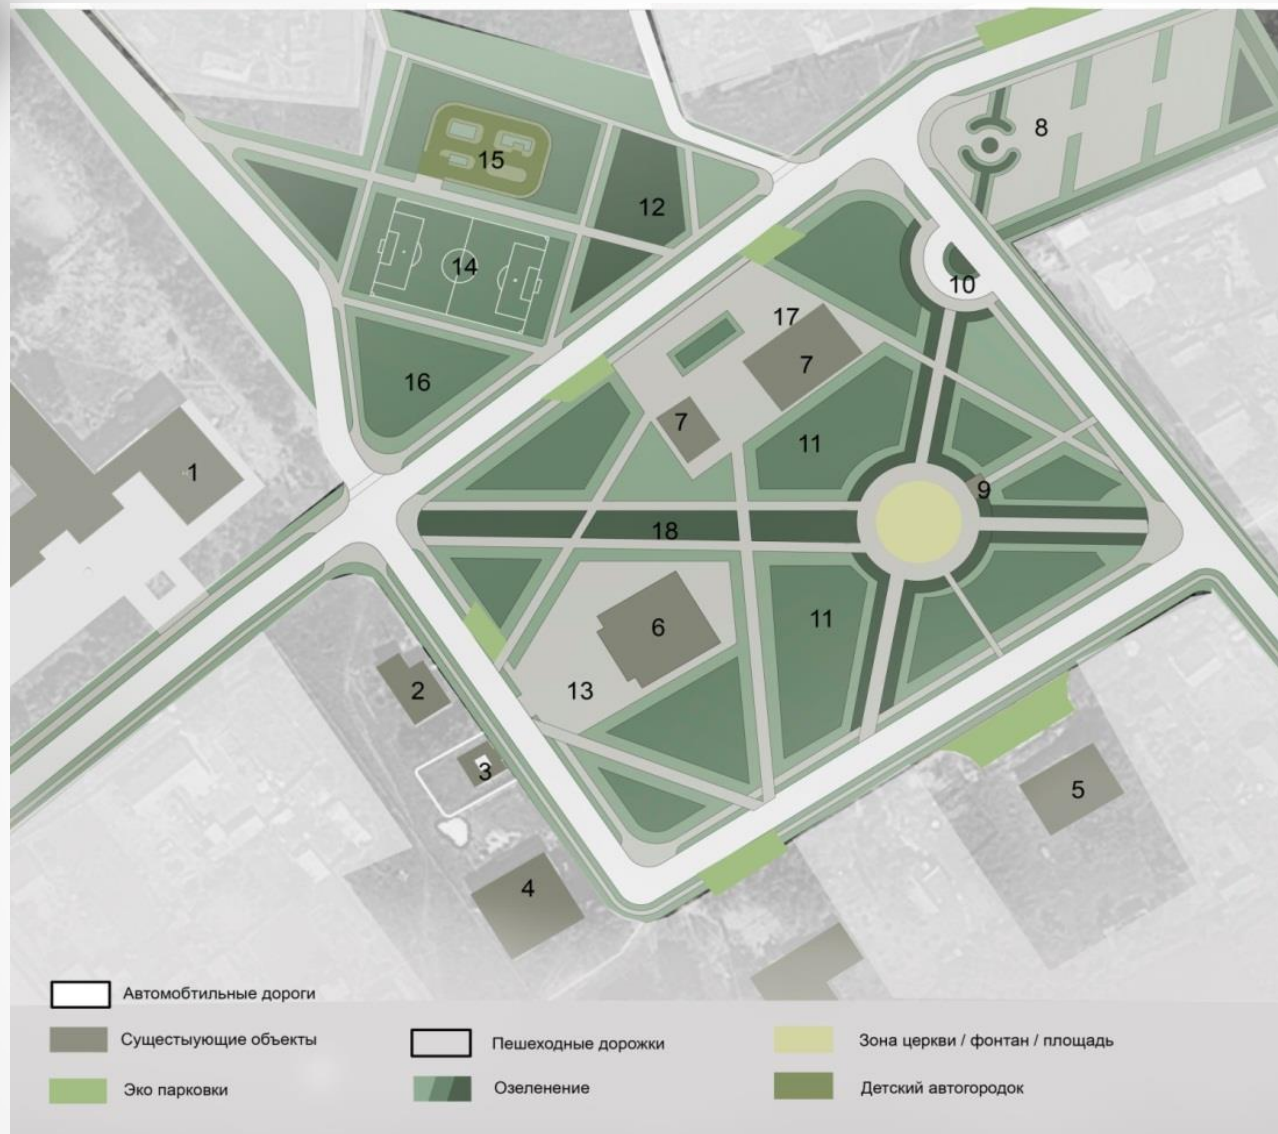 8
15
12
14
10
17
7
16
7
11
1
9
18
6
11
2
13
3
5
4
Автомобтильные дороги
Сущестыующие объекты
Пешеходные дорожки
Зона церкви / фонтан / площадь
Эко парковки
Озеленение
Детский автогородок